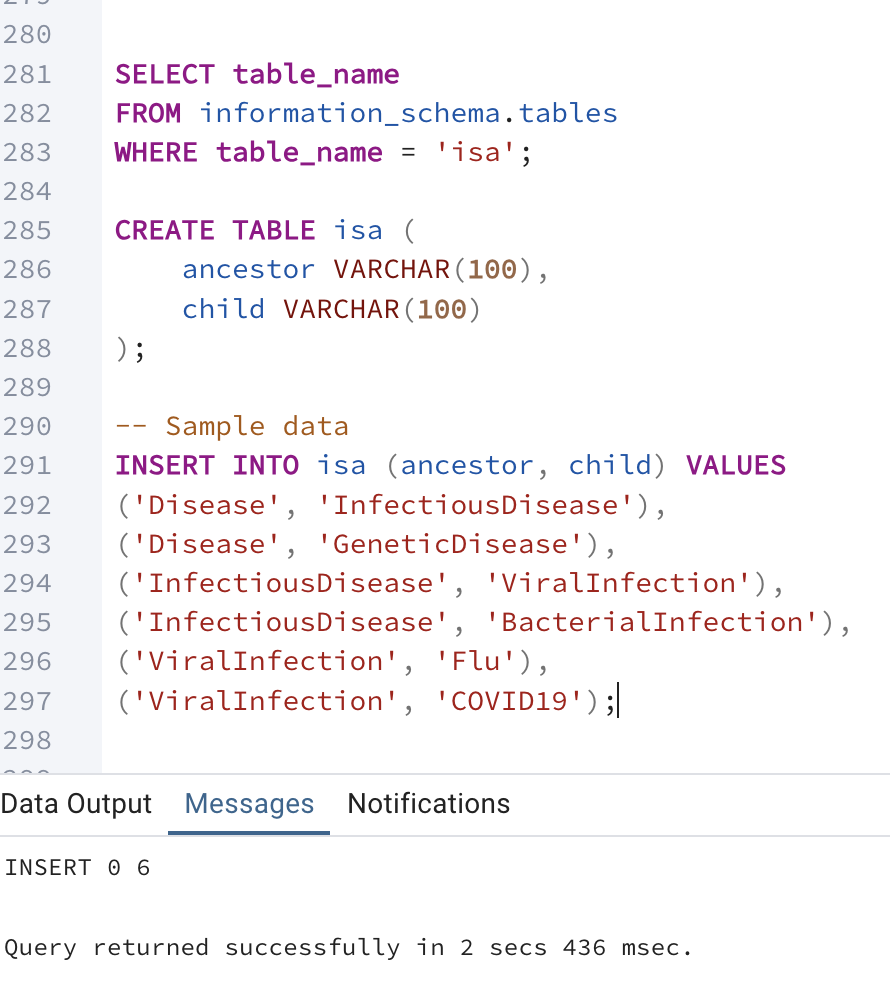 280
281 SELECT table_name
282 FROM information_schema.tables
283 WHERE table_name = 'isa';
284
285 CREATE TABLE isa (
286     ancestor VARCHAR(100),
287     child VARCHAR(100)
288 );
289
290 -- Sample data
291 INSERT INTO isa (ancestor, child) VALUES
292 ('Disease', 'InfectiousDisease'),
293 ('Disease', 'GeneticDisease'),
294 ('InfectiousDisease', 'ViralInfection'),
295 ('InfectiousDisease', 'BacterialInfection'),
296 ('ViralInfection', 'Flu'),
297 ('ViralInfection', 'COVID19');
298
Data Output Messages Notifications
INSERT 0 6
Query returned successfully in 2 secs 436 msec.